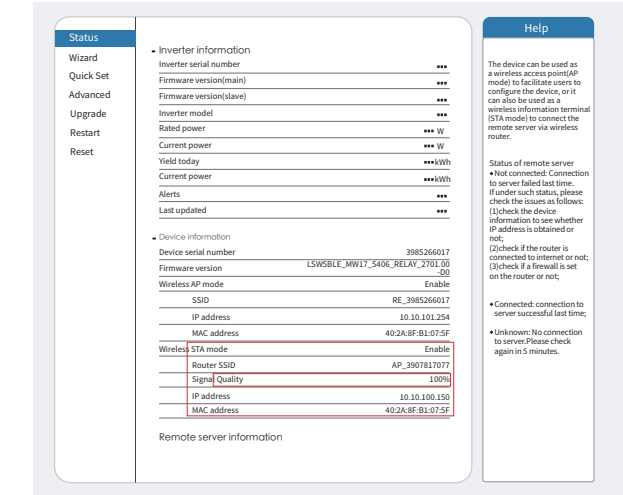 Status
Wizard
Quick Set
Advanced
Upgrade
Restart
Reset
Inverter information
Inverter serial number ---
Firmware version(main) ---
Firmware version(slave) ---
Inverter model ---
Rated power --- W
Current power --- W
Yield today ---kWh
Current power ---kWh
Alerts ---
Last updated ---
Device information
Device serial number 3985266017
Firmware version LSW5BLE_MW17_5406_RELAY_2701.00
-D0
Wireless AP mode Enable
SSID RE_3985266017
IP address 10.10.101.254
MAC address 40:2A:8F:B1:07:5F
Wireless STA mode Enable
Router SSID AP_3907817077
Signal Quality 100%
IP address 10.10.100.150
MAC address 40:2A:8F:B1:07:5F
Remote server information
Help
The device can be used as
a wireless access point(AP
mode) to facilitate users to
configure the device, or it
can also be used as a
wireless information terminal
(STA mode) to connect the
remote server via wireless
router.
Status of remote server
◆Not connected: Connection
to server failed last time.
If under such status, please
check the issues as follows:
(1)check the device
information to see whether
IP address is obtained or
not;
(2)check if the router is
connected to internet or not;
(3)check if a firewall is set
on the router or not;
◆Connected: connection to
server successful last time;
◆Unknown: No connection
to server.Please check
again in 5 minutes.